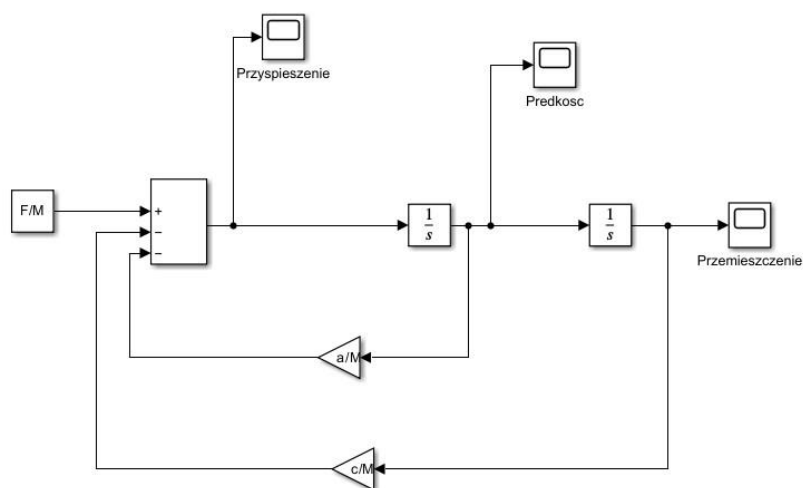 Przyspieszenie
Predkosc
F/M
+
−
−
1
s
1
s
Przemieszczenie
a/M
c/M